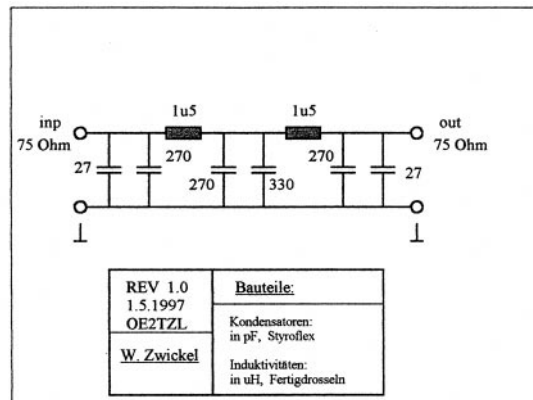 1u5 1u5
inp out
75 Ohm 75 Ohm
270 270
27 270 330 27
REV 1.0
1.5.1997
OE2TZL
W. Zwickel
Bauteile:
Kondensatoren:
in pF, Styroflex
Induktivitäten:
in uH, Fertigdrosseln